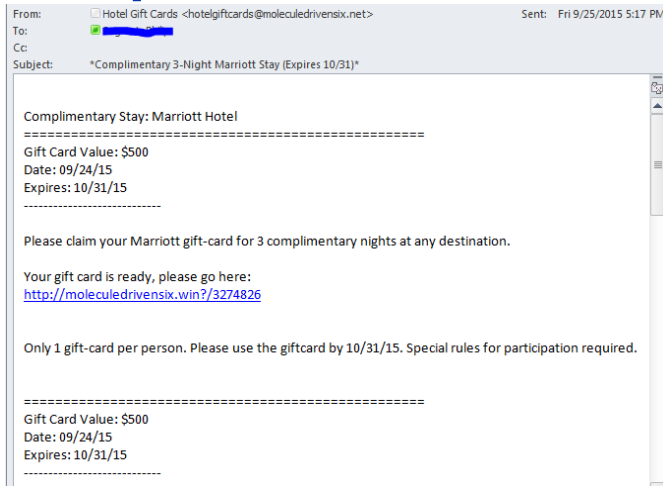 From: Hotel Gift Cards <hotelgiftcards@moleculedrivensix.net> Sent: Fri 9/25/2015 5:17 PM
To:
Cc:
Subject: *Complimentary 3-Night Marriott Stay (Expires 10/31)*
Complimentary Stay: Marriott Hotel
======================================================
Gift Card Value: $500
Date: 09/24/15
Expires: 10/31/15
----------------------------
Please claim your Marriott gift-card for 3 complimentary nights at any destination.
Your gift card is ready, please go here:
http://moleculedrivensix.win?/3274826
Only 1 gift-card per person. Please use the giftcard by 10/31/15. Special rules for participation required.
======================================================
Gift Card Value: $500
Date: 09/24/15
Expires: 10/31/15
----------------------------